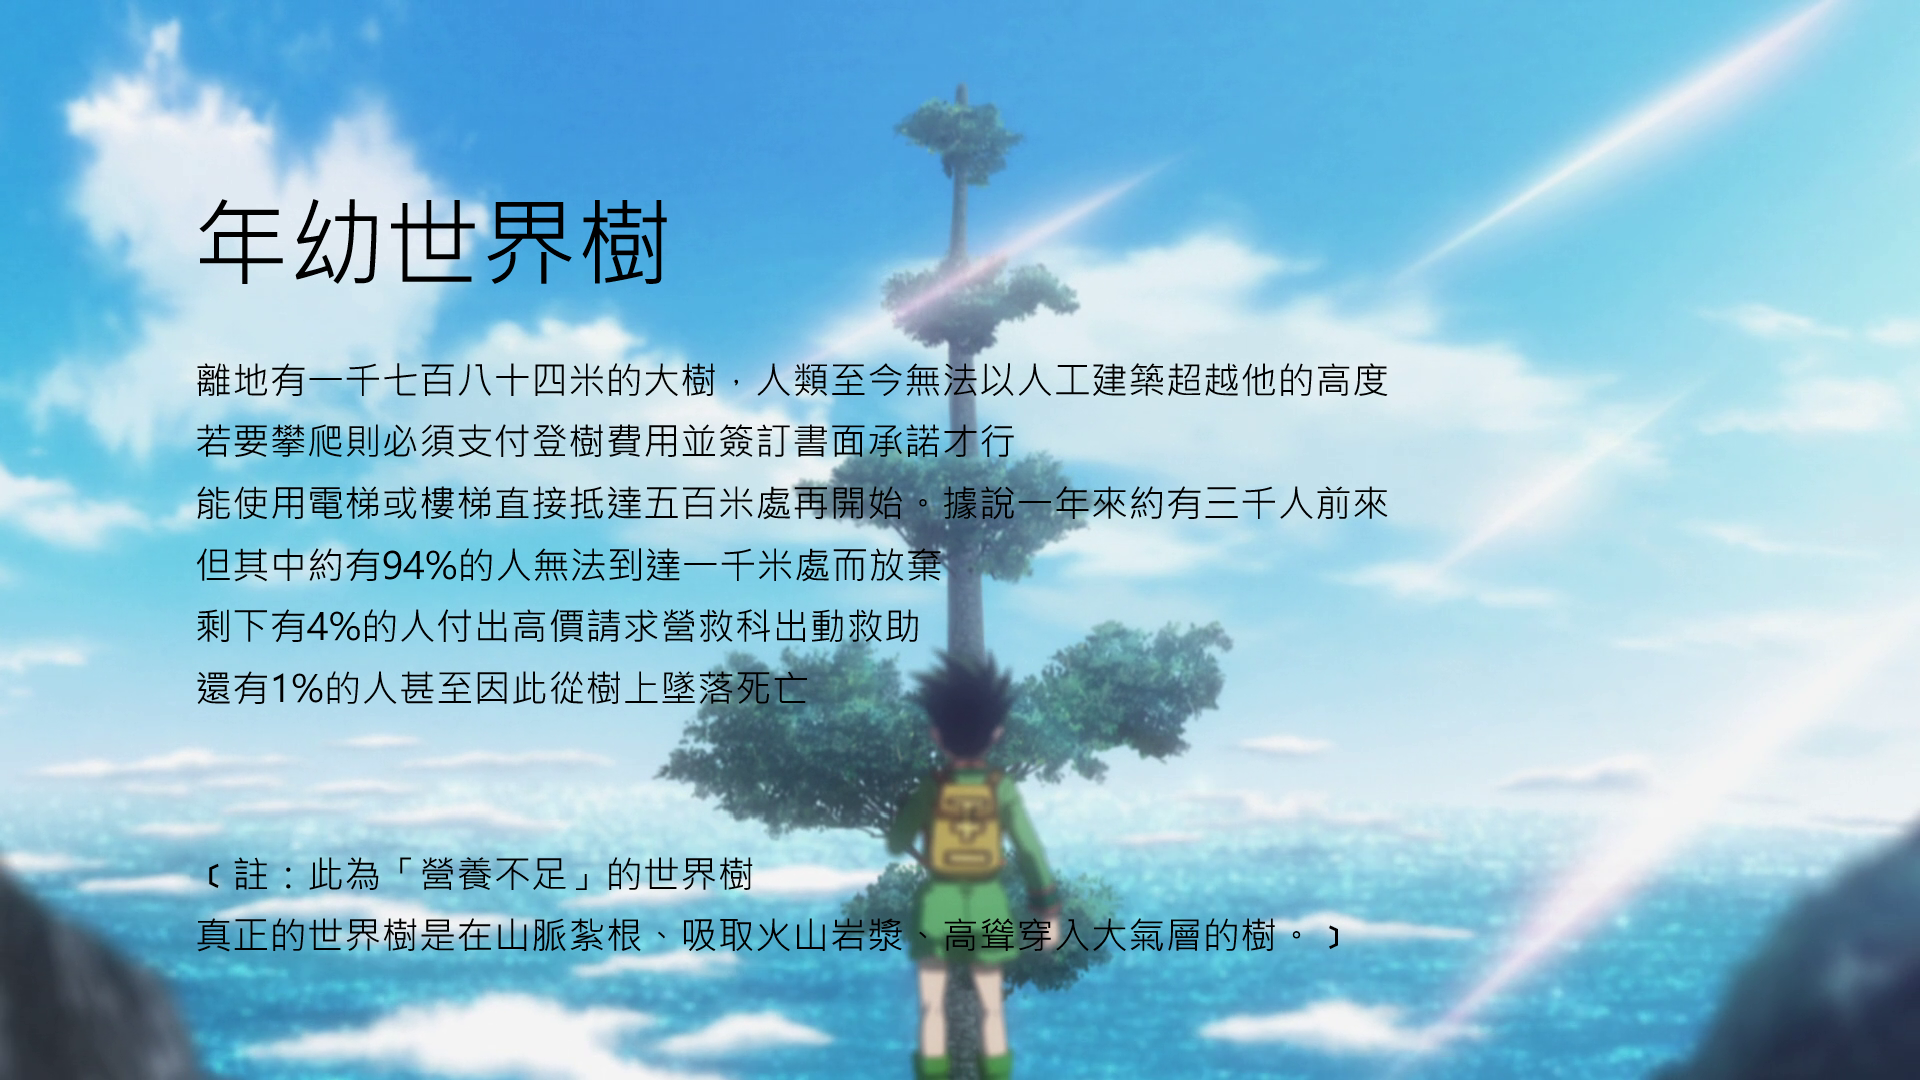 年幼世界樹
離地有一千七百八十四米的大樹，人類至今無法以人工建築超越他的高度
若要攀爬則必須支付登樹費用並簽訂書面承諾才行
能使用電梯或樓梯直接抵達五百米處再開始。據說一年來約有三千人前來
但其中約有94%的人無法到達一千米處而放棄
剩下有4%的人付出高價請求營救科出動救助
還有1%的人甚至因此從樹上墜落死亡
﹝註：此為「營養不足」的世界樹
真正的世界樹是在山脈紮根、吸取火山岩漿、高聳穿入大氣層的樹。﹞